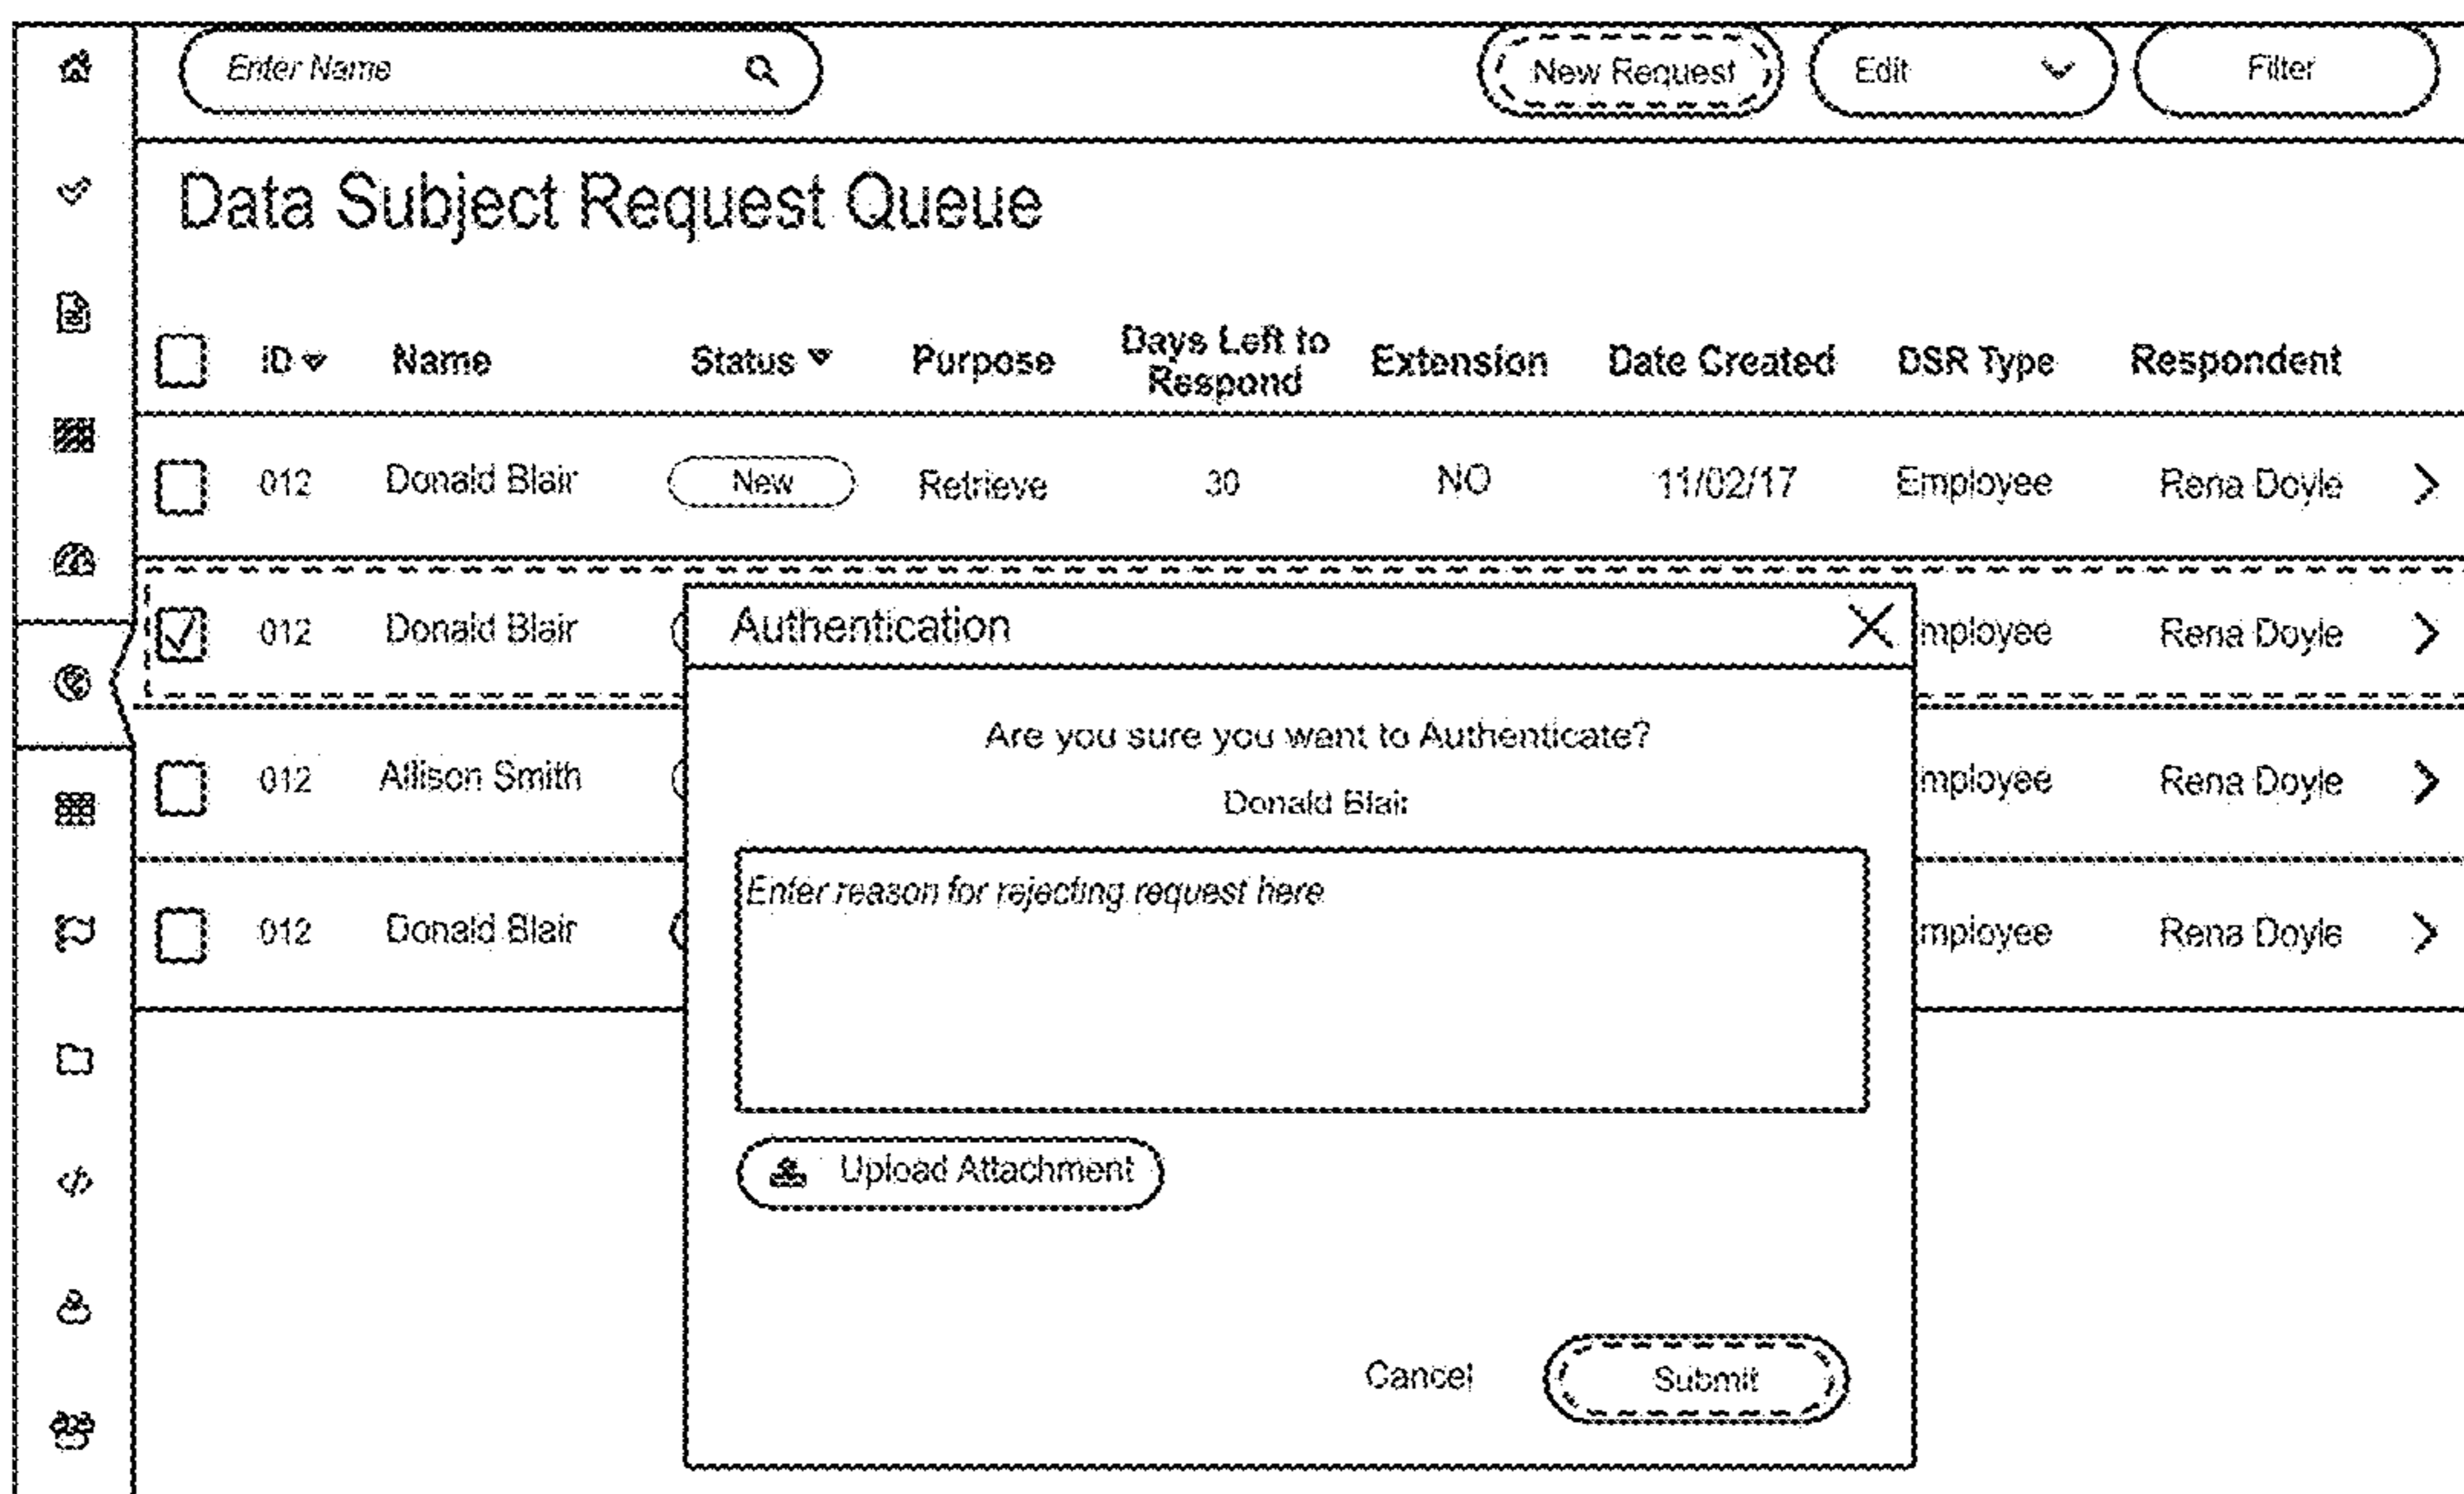 Enter Name
New Request Edit Filter
Data Subject Request Queue
ID Name Status Purpose Days Left to Respond Extension Date Created DSR Type Respondent
012 Donald Blair New Retrieve 30 NO 11/02/17 Employee Rena Doyle
012 Donald Blair mployee Rena Doyle
012 Allison Smith mployee Rena Doyle
012 Donald Blair mployee Rena Doyle
Authentication
Are you sure you want to Authenticate?
Donald Blair
Enter reason for rejecting request here
Upload Attachment
Cancel Submit